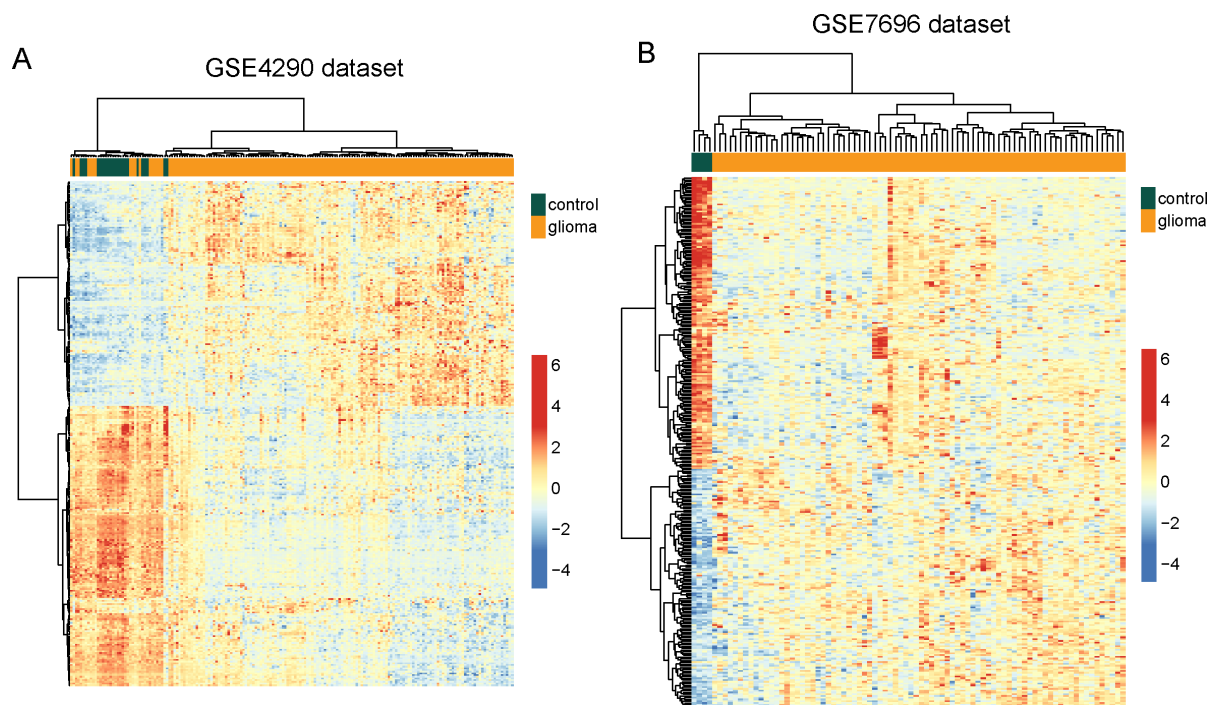 A
GSE4290 dataset
control
glioma
6
4
2
0
−2
−4
B
GSE7696 dataset
control
glioma
6
4
2
0
−2
−4